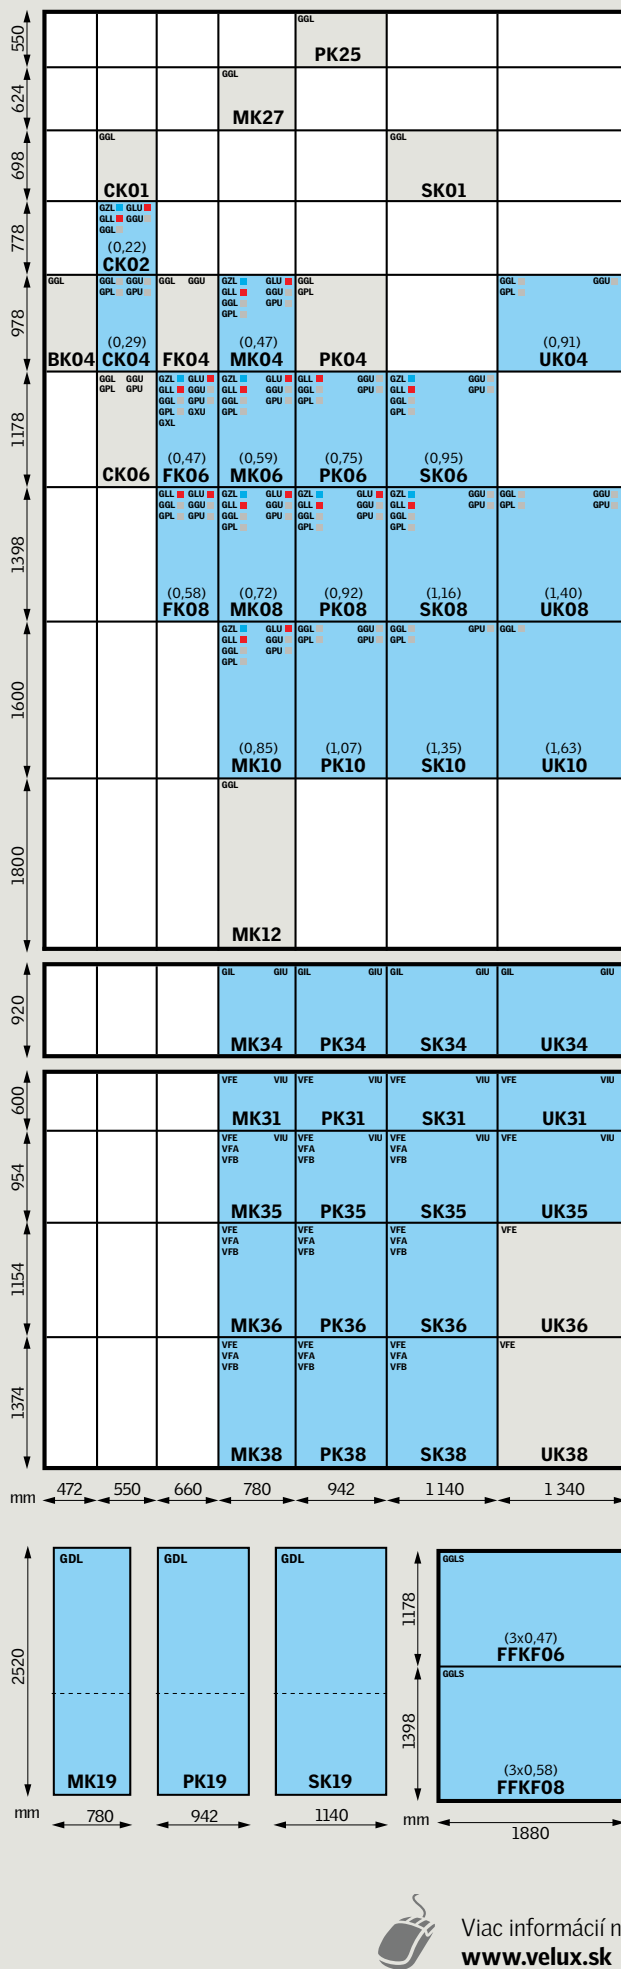 550
GGL
PK25
624
GGL
MK27
698
GGL
CK01
GGL
SK01
778
GZL GLU
GLL GGU
GGL
(0,22)
CK02
978
GGL
BK04
GGL GGU
GPL GPU
(0,29)
CK04
GGL GGU
FK04
GZL GLU
GLL GGU
GGL GPU
GPL
(0,47)
MK04
GGL
GPL
PK04
GGL GGU
GPL
(0,91)
UK04
1178
GGL GGU
GPL GPU
CK06
GZL GLU
GLL GGU
GGL GPU
GPL GXU
GXL
(0,47)
FK06
GZL GLU
GLL GGU
GGL GPU
GPL
(0,59)
MK06
GLL GGU
GGL GPU
GPL
(0,75)
PK06
GZL GGU
GLL GPU
GGL
GPL
(0,95)
SK06
1398
GLL GLU
GGL GGU
GPL GPU
(0,58)
FK08
GZL GLU
GLL GGU
GGL GPU
GPL
(0,72)
MK08
GZL GLU
GLL GGU
GGL GPU
GPL
(0,92)
PK08
GZL GGU
GLL GPU
GGL
GPL
(1,16)
SK08
GGL GGU
GPL GPU
(1,40)
UK08
1600
GZL GLU
GLL GGU
GGL GPU
GPL
(0,85)
MK10
GGL GGU
GPL GPU
(1,07)
PK10
GGL GPU
GPL
(1,35)
SK10
GGL
(1,63)
UK10
1800
GGL
MK12
920
GIL GIU
MK34
GIL GIU
PK34
GIL GIU
SK34
GIL GIU
UK34
600
VFE VIU
MK31
VFE VIU
PK31
VFE VIU
SK31
VFE VIU
UK31
954
VFE VIU
VFA
VFB
MK35
VFE VIU
VFA
VFB
PK35
VFE VIU
VFA
VFB
SK35
VFE VIU
UK35
1154
VFE
VFA
VFB
MK36
VFE
VFA
VFB
PK36
VFE
VFA
VFB
SK36
VFE
UK36
1374
VFE
VFA
VFB
MK38
VFE
VFA
VFB
PK38
VFE
VFA
VFB
SK38
VFE
UK38
mm 472 550 660 780 942 1 140 1 340
2520
GDL
MK19
GDL
PK19
GDL
SK19
mm 780 942 1140
1178
GGLS
(3x0,47)
FFKF06
1398
GGLS
(3x0,58)
FFKF08
mm 1880
Viac informácií n
www.velux.sk